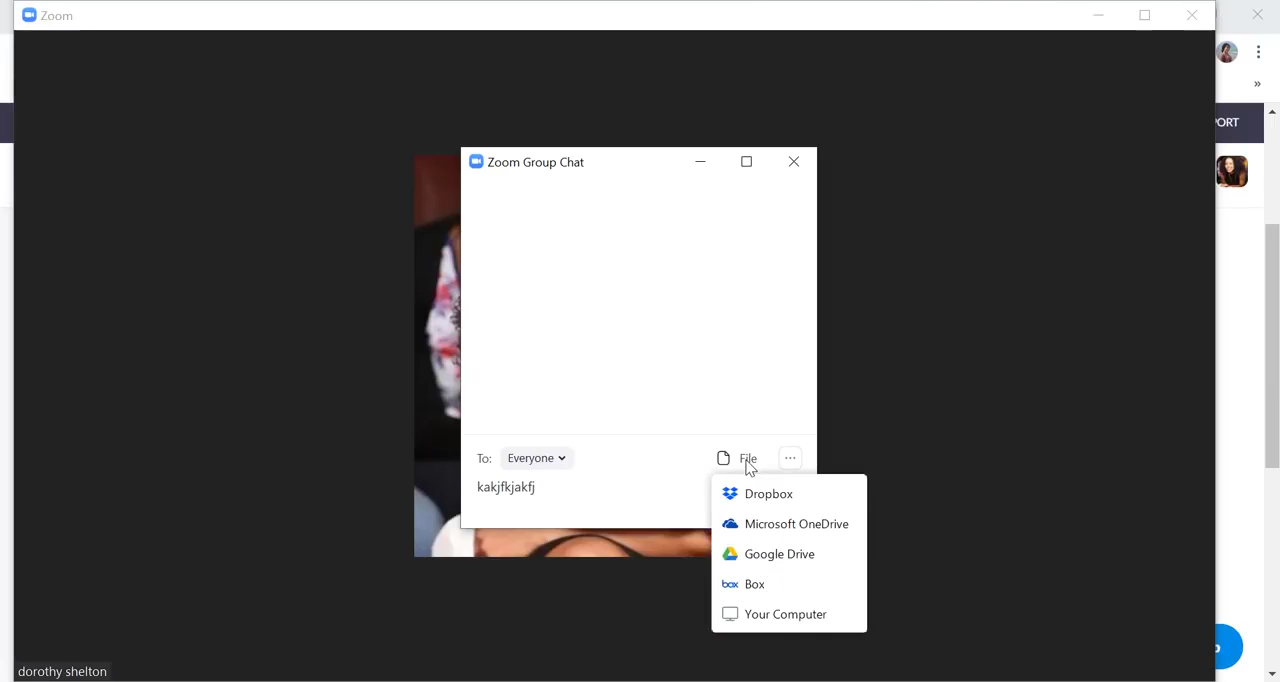 Zoom
»
PORT
Zoom Group Chat
To: Everyone
File
...
kakjfkjakfj
Dropbox
Microsoft OneDrive
Google Drive
box Box
Your Computer
dorothy shelton